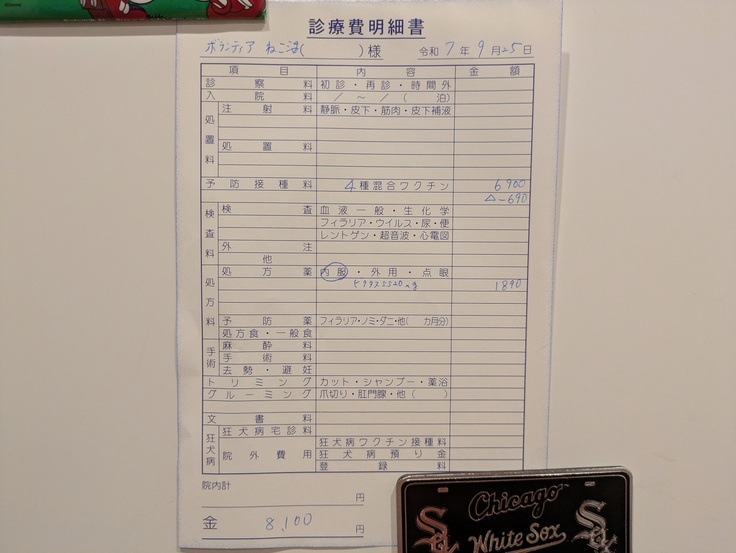 診療費明細書
ボランティア ねこ ( ) 様 令和 7 年 9 月 25 日
項目 内容 金額
診察料 初診・再診・時間外
入院料 / ~ / ( 泊)
処置料
注射料 静脈・皮下・筋肉・皮下補液
処置料
予防接種料 4種混合ワクチン 6900
△-690
検査料
検査 血液一般・生化学
フィラリア・ウイルス・尿・便
レントゲン・超音波・心電図
外注
他
処方料
処方薬 内服・外用・点眼
1890
予防薬 フィラリア・ノミ・ダニ・他( カ月分)
処方食・一般食
手術
麻酔料
手術料
去勢・避妊
トリミング カット・シャンプー・薬浴
グルーミング 爪切り・肛門腺・他( )
文書料
狂犬病
狂犬病宅診料
院外費用 狂犬病ワクチン接種料
狂犬病預り金
登録料
院内計
円
金 8,100 円
Chicago
White Sox